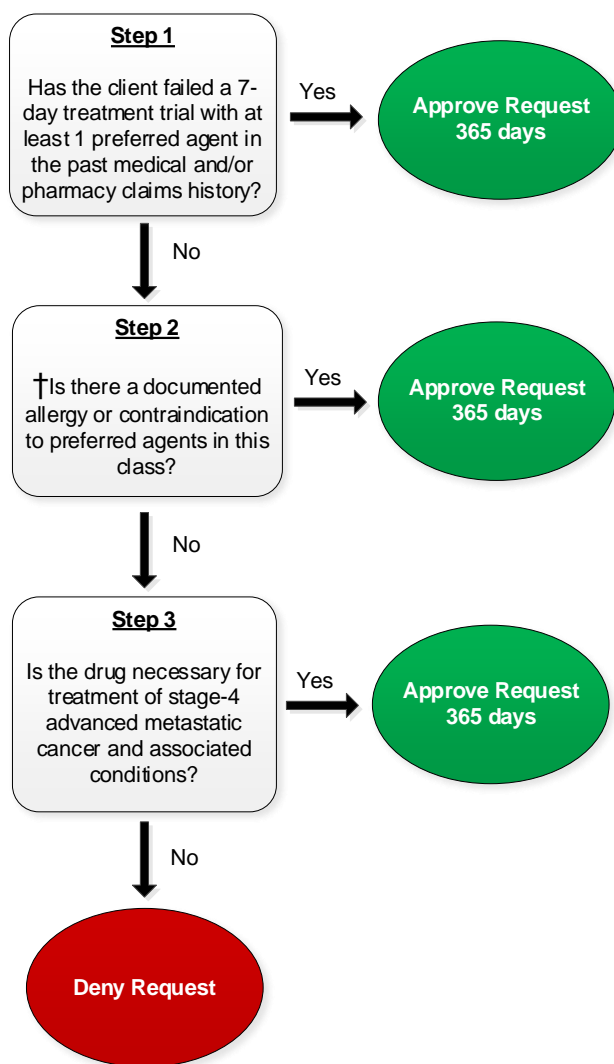 Step 1
Has the client failed a 7-
day treatment trial with at
least 1 preferred agent in
the past medical and/or
pharmacy claims history?
Yes
Approve Request
365 days
No
Step 2
†Is there a documented
allergy or contraindication
to preferred agents in this
class?
Yes
Approve Request
365 days
No
Step 3
Is the drug necessary for
treatment of stage-4
advanced metastatic
cancer and associated
conditions?
Yes
Approve Request
365 days
No
Deny Request